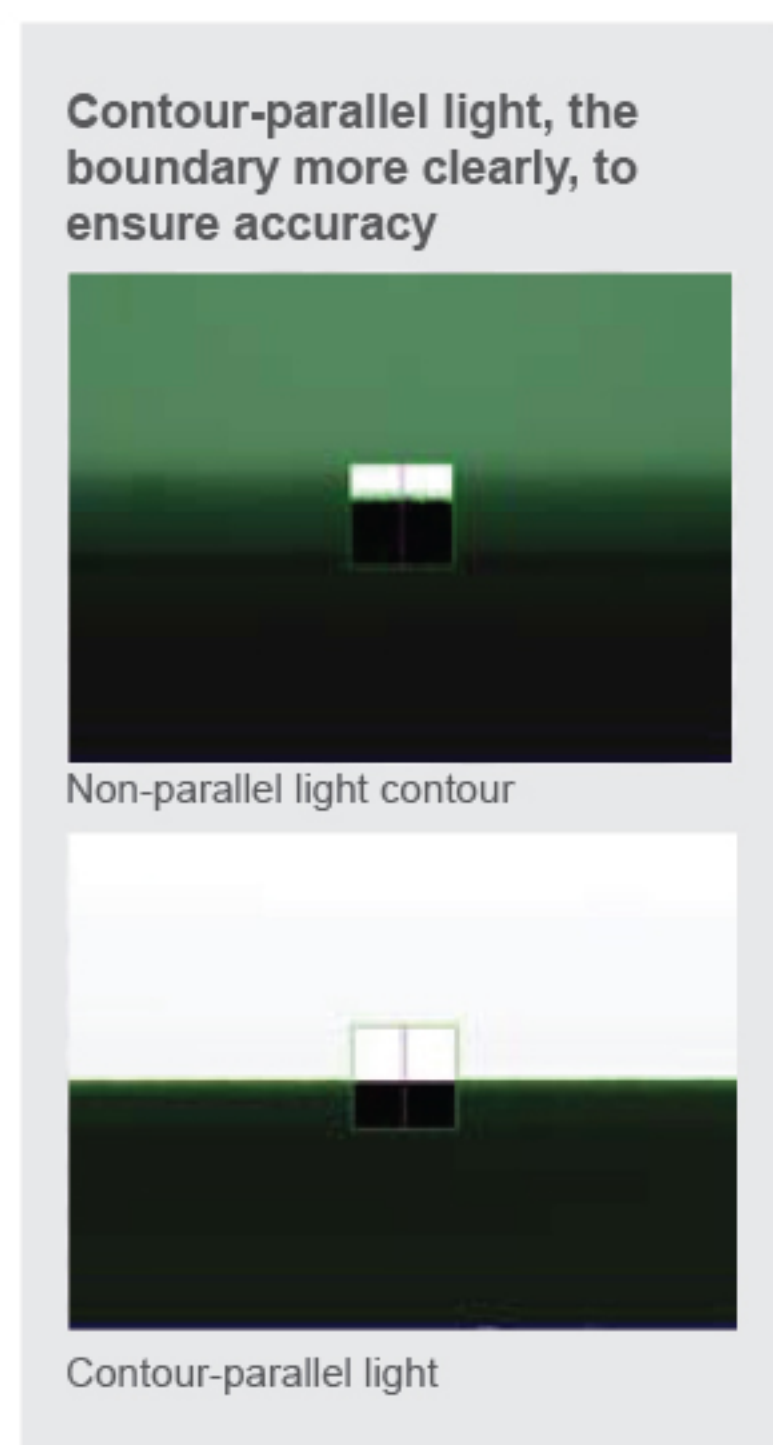 Contour-parallel light, the
boundary more clearly, to
ensure accuracy
Non-parallel light contour
Contour-parallel light